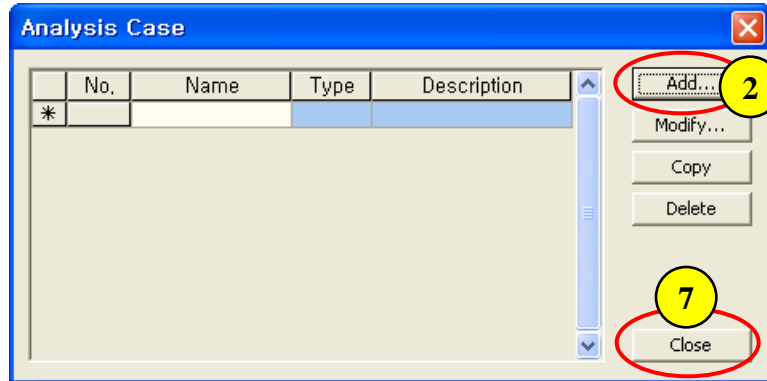 Analysis Case
No. Name Type Description
*
Add...
2
Modify...
Copy
Delete
7
Close